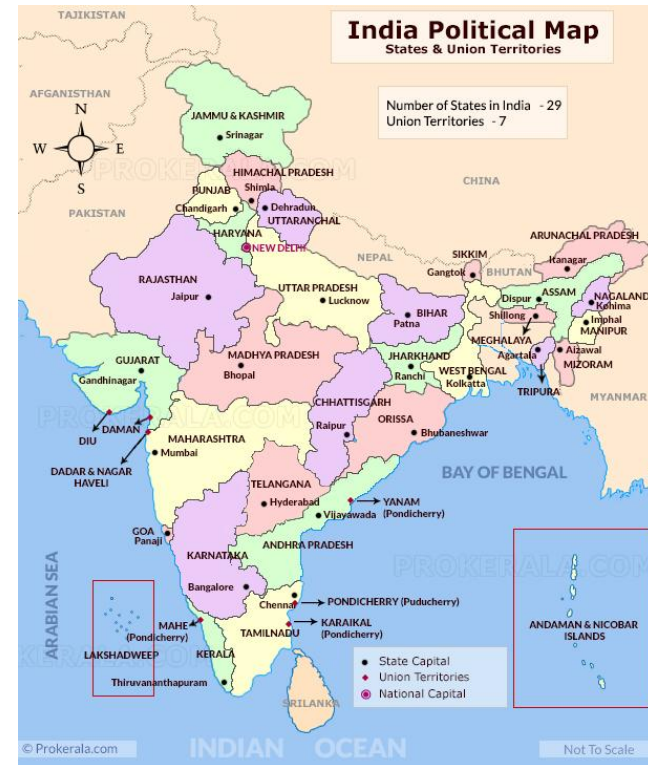 India Political Map
States & Union Territories
Number of States in India - 29
Union Territories - 7
TAJIKISTAN
AFGANISTHAN
N
W
E
S
PAKISTAN
CHINA
NEPAL
BHUTAN
MYANMAR
JAMMU & KASHMIR
Srinagar
HIMACHAL PRADESH
Shimla
PUNJAB
Chandigarh
Dehradun
UTTARANCHAL
HARYANA
NEW DELHI
RAJASTHAN
Jaipur
UTTAR PRADESH
Lucknow
BIHAR
Patna
SIKKIM
Gangtok
ARUNACHAL PRADESH
Itanagar
ASSAM
Dispur
NAGALAND
Kohima
Shillong
MEGHALAYA
Imphal
MANIPUR
Agartala
Aizawal
MIZORAM
TRIPURA
GUJARAT
Gandhinagar
MADHYA PRADESH
Bhopal
JHARKHAND
Ranchi
WEST BENGAL
Kolkatta
CHHATTISGARH
Raipur
ORISSA
Bhubaneshwar
DIU
DAMAN
DADAR & NAGAR
HAVELI
MAHARASHTRA
Mumbai
TELANGANA
Hyderabad
Vijayawada
YANAM
(Pondicherry)
BAY OF BENGAL
GOA
Panaji
KARNATAKA
Bangalore
ANDHRA PRADESH
Chennai
PONDICHERRY (Puducherry)
KARAIKAL
(Pondicherry)
TAMILNADU
MAHE
(Pondicherry)
KERALA
Thiruvananthapuram
LAKSHADWEEP
ARABIAN SEA
ANDAMAN & NICOBAR
ISLANDS
SRILANKA
State Capital
Union Territories
National Capital
INDIAN OCEAN
© Prokerala.com
Not To Scale
PROKERALA.COM
PROKERALA.COM
PROKERALA.COM